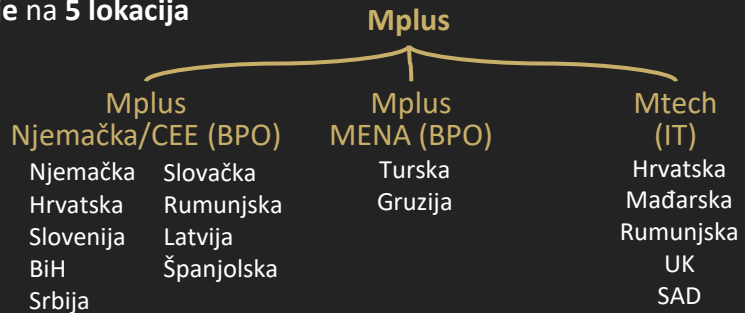 je na 5 lokacija
Mplus
Mplus
Njemačka/CEE (BPO)
Njemačka
Hrvatska
Slovenija
BiH
Srbija
Slovačka
Rumunjska
Latvija
Španjolska
Mplus
MENA (BPO)
Turska
Gruzija
Mtech
(IT)
Hrvatska
Mađarska
Rumunjska
UK
SAD